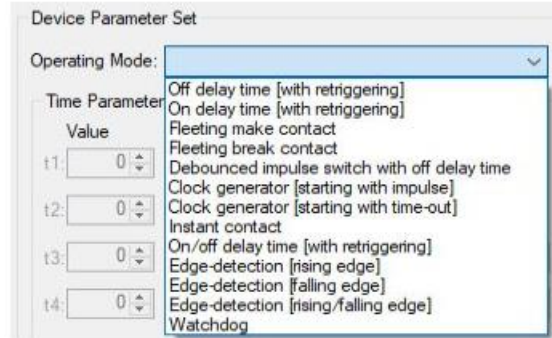 Device Parameter Set
Operating Mode:
Off delay time [with retriggering]
On delay time [with retriggering]
Fleeting make contact
Fleeting break contact
Debounced impulse switch with off delay time
Clock generator [starting with impulse]
Clock generator [starting with time-out]
Instant contact
On/off delay time [with retriggering]
Edge-detection [rising edge]
Edge-detection [falling edge]
Edge-detection [rising/falling edge]
Watchdog
Time Parameter
Value
t1: 0
t2: 0
t3: 0
t4: 0